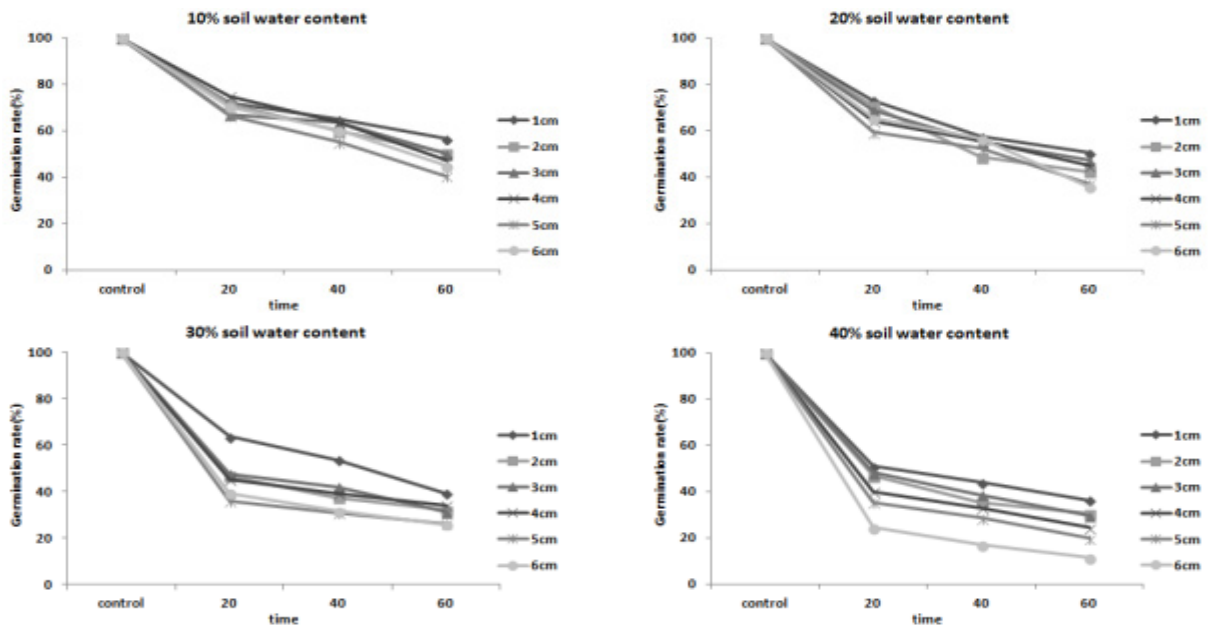 10% soil water content
100
80
60
40
20
0
Germination rate(%)
control
20
40
60
time
1cm
2cm
3cm
4cm
5cm
6cm
20% soil water content
100
80
60
40
20
0
Germination rate(%)
control
20
40
60
time
1cm
2cm
3cm
4cm
5cm
6cm
30% soil water content
100
80
60
40
20
0
Germination rate(%)
control
20
40
60
time
1cm
2cm
3cm
4cm
5cm
6cm
40% soil water content
100
80
60
40
20
0
Germination rate(%)
control
20
40
60
time
1cm
2cm
3cm
4cm
5cm
6cm